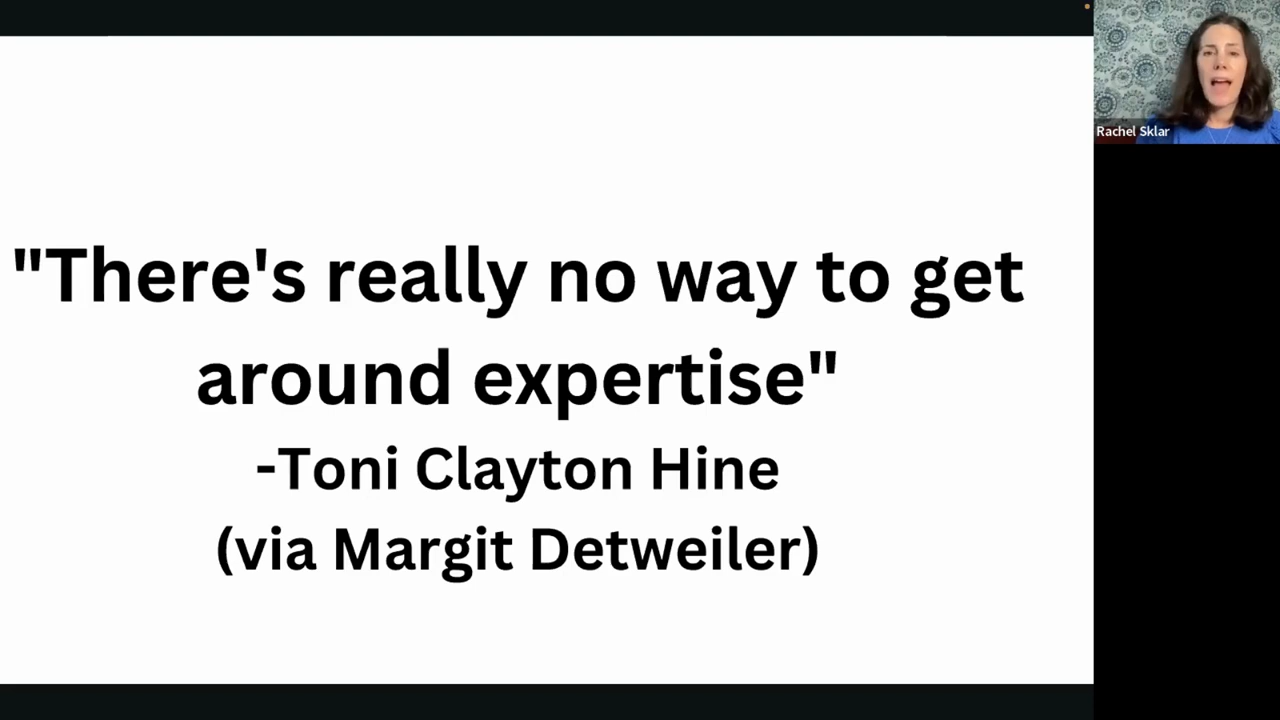 "There's really no way to get
around expertise"
-Toni Clayton Hine
(via Margit Detweiler)
Rachel Sklar